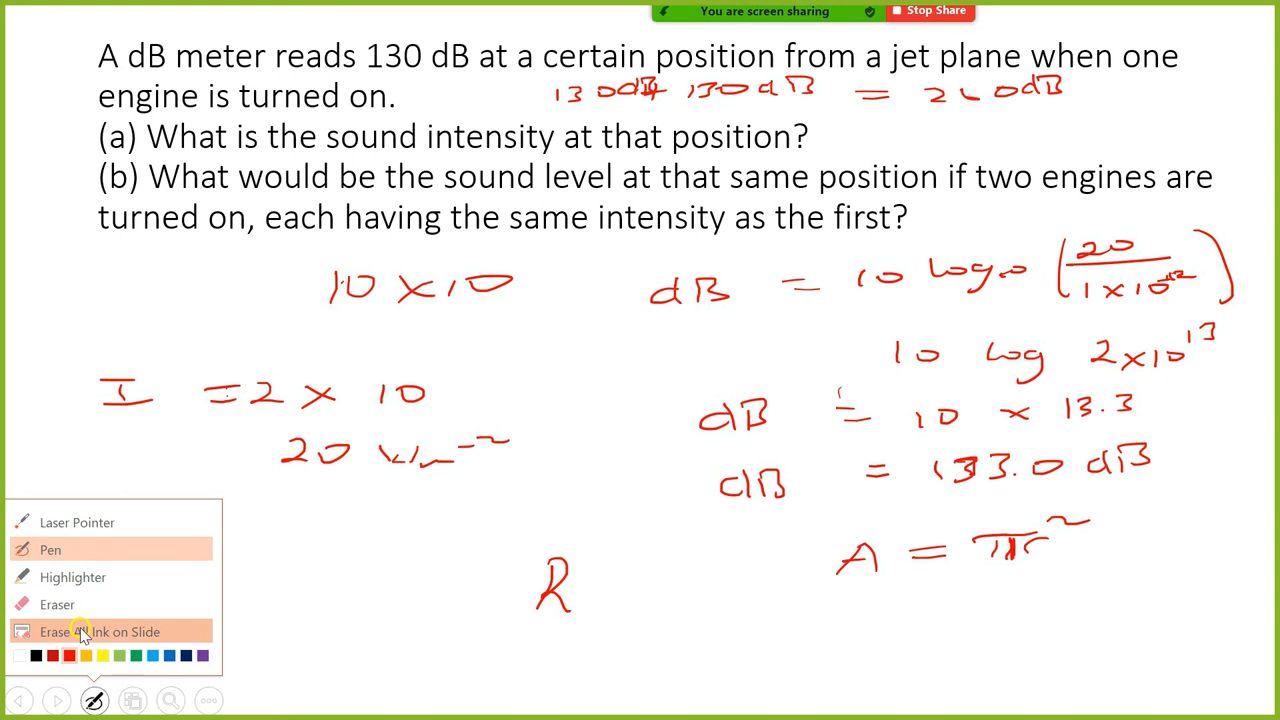 You are screen sharing Stop Share
A dB meter reads 130 dB at a certain position from a jet plane when one
engine is turned on.
130dB+ 130dB = 260dB
(a) What is the sound intensity at that position?
(b) What would be the sound level at that same position if two engines are
turned on, each having the same intensity as the first?
10 x 10
dB = 10 log10 (20 / 1 x 10^-12)
10 log 2x10^13
I = 2 x 10
dB = 10 x 13.3
20 Wm^-2
dB = 133.0 dB
A = πr^2
R
Laser Pointer
Pen
Highlighter
Eraser
Erase All Ink on Slide